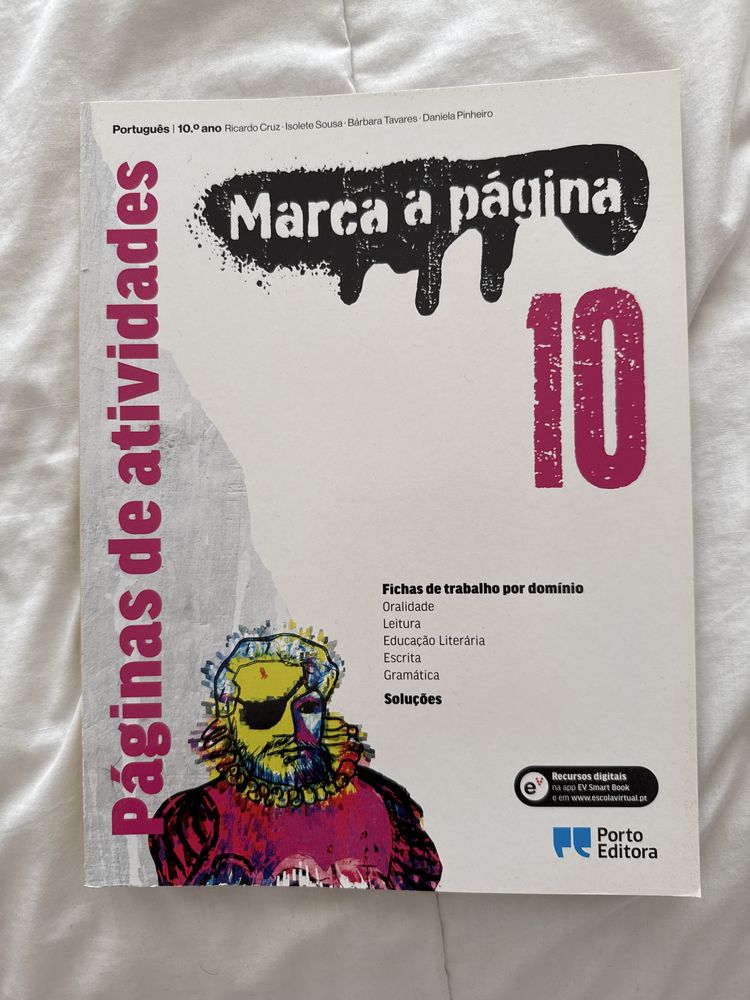 Português | 10.º ano Ricardo Cruz · Isolete Sousa · Bárbara Tavares · Daniela Pinheiro
Marca a página
10
Páginas de atividades
Fichas de trabalho por domínio
Oralidade
Leitura
Educação Literária
Escrita
Gramática
Soluções
e
Recursos digitais
na app EV Smart Book
e em www.escolavirtual.pt
Porto
Editora